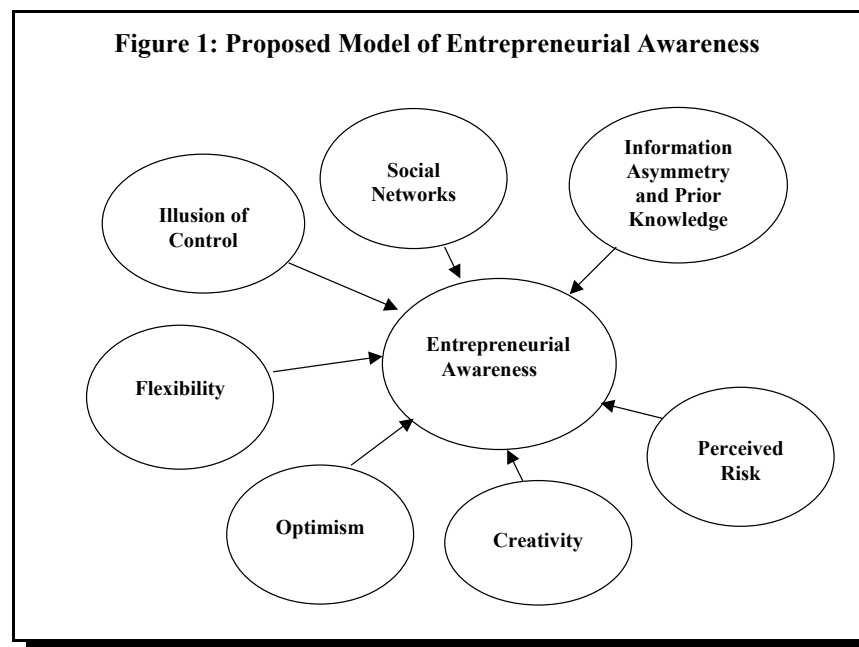 Figure 1: Proposed Model of Entrepreneurial Awareness
Social
Networks
Information
Asymmetry
and Prior
Knowledge
Illusion of
Control
Entrepreneurial
Awareness
Flexibility
Perceived
Risk
Optimism
Creativity